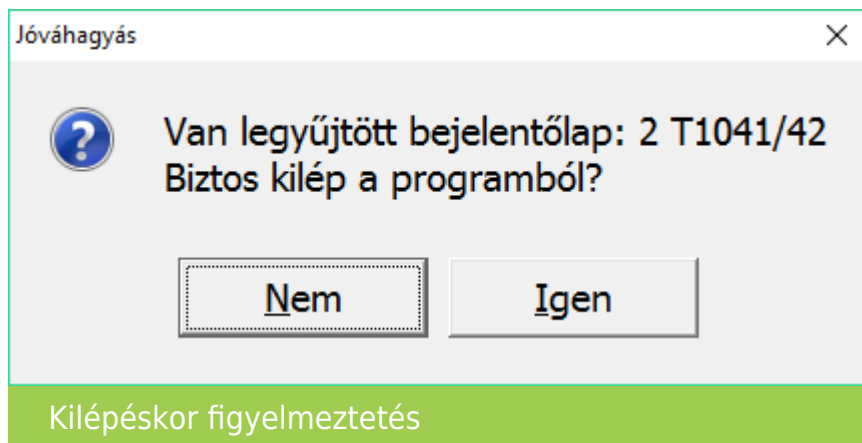 Jóváhagyás
Van legyűjtött bejelentőlap: 2 T1041/42
Biztos kilép a programból?
Nem
Igen
Kilépéskor figyelmeztetés